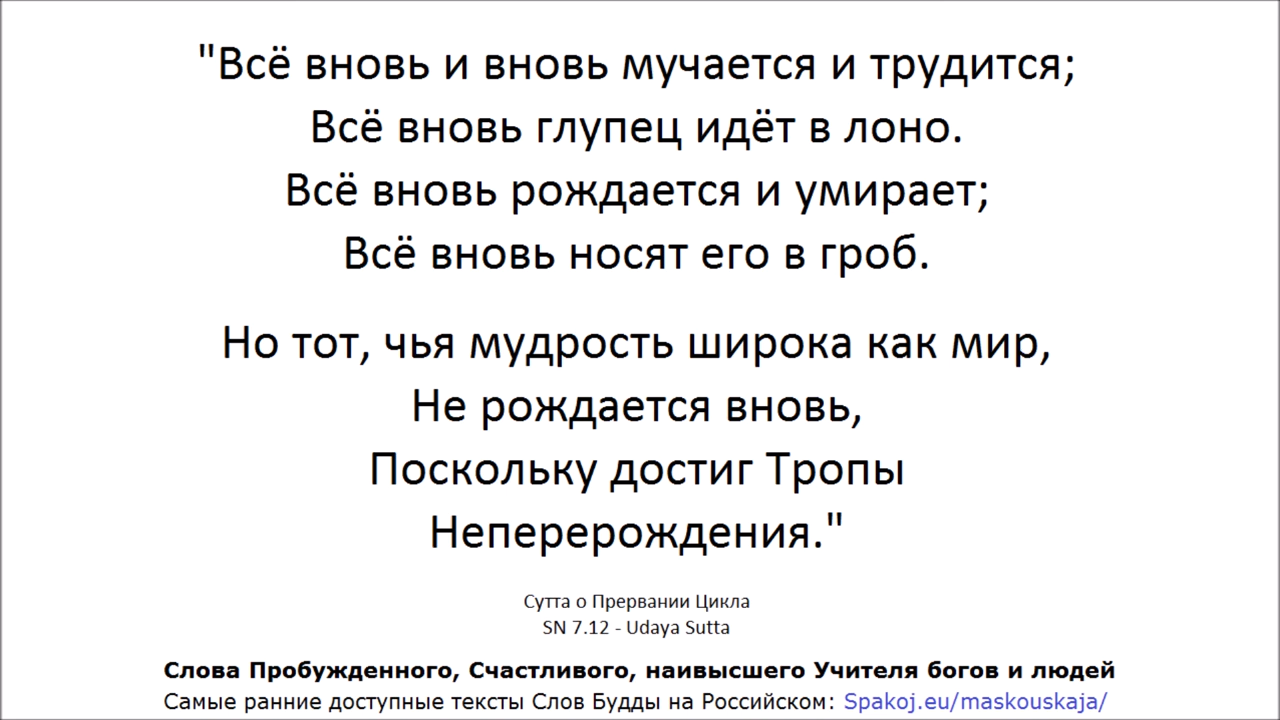 "Всё вновь и вновь мучается и трудится;
Всё вновь глупец идёт в лоно.
Всё вновь рождается и умирает;
Всё вновь носят его в гроб.
Но тот, чья мудрость широка как мир,
Не рождается вновь,
Поскольку достиг Тропы
Неперерождения."
Сутта о Прервании Цикла
SN 7.12 - Udaya Sutta
Слова Пробужденного, Счастливого, наивысшего Учителя богов и людей
Самые ранние доступные тексты Слов Будды на Российском: Spakoj.eu/maskouskaja/